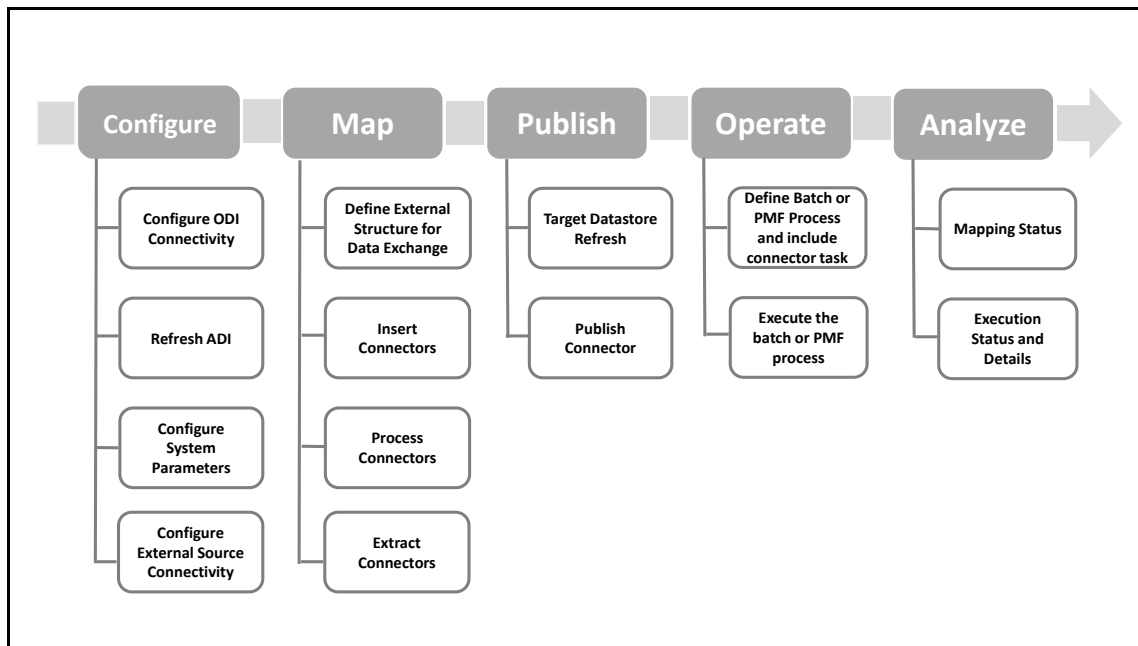 Configure
Map
Publish
Operate
Analyze
Configure ODI
Connectivity
Refresh ADI
Configure
System
Parameters
Configure
External Source
Connectivity
Define External
Structure for
Data Exchange
Insert
Connectors
Process
Connectors
Extract
Connectors
Target Datastore
Refresh
Publish
Connector
Define Batch or
PMF Process
and include
connector task
Execute the
batch or PMF
process
Mapping Status
Execution
Status and
Details